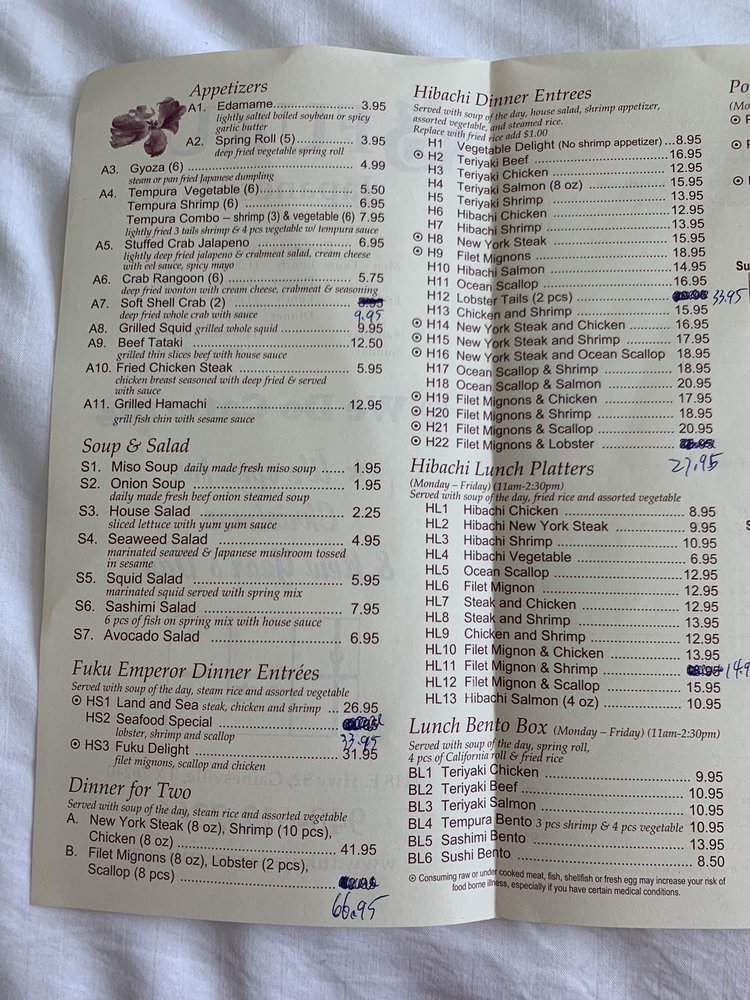 Appetizers
A1. Edamame 3.95
lightly salted boiled soybean or spicy
garlic butter
A2. Spring Roll (5) 3.95
deep fried vegetable spring roll
A3. Gyoza (6) 4.99
steam or pan fried Japanese dumpling
A4. Tempura Vegetable (6) 5.50
Tempura Shrimp (6) 6.95
Tempura Combo – shrimp (3) & vegetable (6) 7.95
lightly fried 3 tails shrimp & 4 pcs vegetable w/ tempura sauce
A5. Stuffed Crab Jalapeno 6.95
lightly deep fried jalapeno & crabmeat salad, cream cheese
with eel sauce, spicy mayo
A6. Crab Rangoon (6) 5.75
deep fried wonton with cream cheese, crabmeat & seasoning
A7. Soft Shell Crab (2)
deep fried whole crab with sauce 9.95
A8. Grilled Squid grilled whole squid 9.95
A9. Beef Tataki 12.50
grilled thin slices beef with house sauce
A10. Fried Chicken Steak 5.95
chicken breast seasoned with deep fried & served
with sauce
A11. Grilled Hamachi 12.95
grill fish chin with sesame sauce
Soup & Salad
S1. Miso Soup daily made fresh miso soup 1.95
S2. Onion Soup 1.95
daily made fresh beef onion steamed soup
S3. House Salad 2.25
sliced lettuce with yum yum sauce
S4. Seaweed Salad 4.95
marinated seaweed & Japanese mushroom tossed
in sesame
S5. Squid Salad 5.95
marinated squid served with spring mix
S6. Sashimi Salad 7.95
6 pcs of fish on spring mix with house sauce
S7. Avocado Salad 6.95
Fuku Emperor Dinner Entrées
Served with soup of the day, steam rice and assorted vegetable
HS1 Land and Sea steak, chicken and shrimp 26.95
HS2 Seafood Special
lobster, shrimp and scallop 33.95
HS3 Fuku Delight 31.95
filet mignons, scallop and chicken
Dinner for Two
Served with soup of the day, steam rice and assorted vegetable
A. New York Steak (8 oz), Shrimp (10 pcs),
Chicken (8 oz) 41.95
B. Filet Mignons (8 oz), Lobster (2 pcs),
Scallop (8 pcs)
66.95
Hibachi Dinner Entrees
Served with soup of the day, house salad, shrimp appetizer,
assorted vegetable, and steamed rice.
Replace with fried rice add $1.00
H1 Vegetable Delight (No shrimp appetizer) 8.95
H2 Teriyaki Beef 16.95
H3 Teriyaki Chicken 12.95
H4 Teriyaki Salmon (8 oz) 15.95
H5 Teriyaki Shrimp 13.95
H6 Hibachi Chicken 12.95
H7 Hibachi Shrimp 13.95
H8 New York Steak 15.95
H9 Filet Mignons 18.95
H10 Hibachi Salmon 14.95
H11 Ocean Scallop 16.95
H12 Lobster Tails (2 pcs) 33.95
H13 Chicken and Shrimp 15.95
H14 New York Steak and Chicken 16.95
H15 New York Steak and Shrimp 17.95
H16 New York Steak and Ocean Scallop 18.95
H17 Ocean Scallop & Shrimp 18.95
H18 Ocean Scallop & Salmon 20.95
H19 Filet Mignons & Chicken 17.95
H20 Filet Mignons & Shrimp 18.95
H21 Filet Mignons & Scallop 20.95
H22 Filet Mignons & Lobster
27.95
Hibachi Lunch Platters
(Monday – Friday) (11am-2:30pm)
Served with soup of the day, fried rice and assorted vegetable
HL1 Hibachi Chicken 8.95
HL2 Hibachi New York Steak 9.95
HL3 Hibachi Shrimp 10.95
HL4 Hibachi Vegetable 6.95
HL5 Ocean Scallop 12.95
HL6 Filet Mignon 12.95
HL7 Steak and Chicken 12.95
HL8 Steak and Shrimp 13.95
HL9 Chicken and Shrimp 12.95
HL10 Filet Mignon & Chicken 13.95
HL11 Filet Mignon & Shrimp
HL12 Filet Mignon & Scallop 15.95
HL13 Hibachi Salmon (4 oz) 10.95
Lunch Bento Box (Monday – Friday) (11am-2:30pm)
Served with soup of the day, spring roll,
4 pcs of California roll & fried rice
BL1 Teriyaki Chicken 9.95
BL2 Teriyaki Beef 10.95
BL3 Teriyaki Salmon 10.95
BL4 Tempura Bento 3 pcs shrimp & 4 pcs vegetable 10.95
BL5 Sashimi Bento 13.95
BL6 Sushi Bento 8.50
Consuming raw or under cooked meat, fish, shellfish or fresh egg may increase your risk of
food borne illness, especially if you have certain medical conditions.